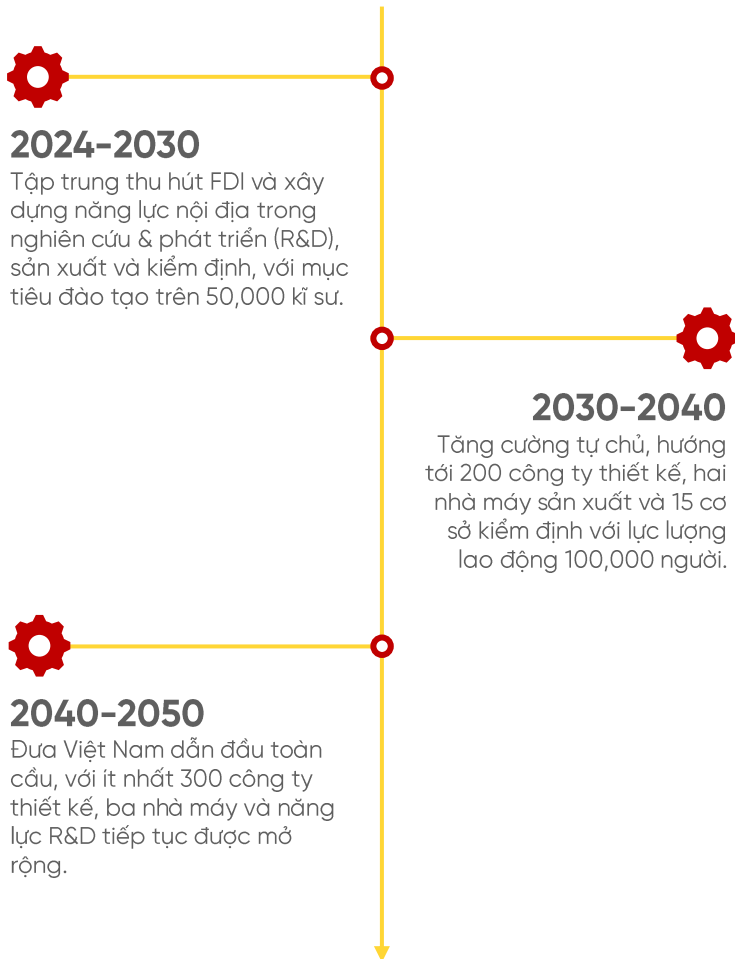 2024-2030
Tập trung thu hút FDI và xây
dựng năng lực nội địa trong
nghiên cứu & phát triển (R&D),
sản xuất và kiểm định, với mục
tiêu đào tạo trên 50,000 kĩ sư.
2030-2040
Tăng cường tự chủ, hướng
tới 200 công ty thiết kế, hai
nhà máy sản xuất và 15 cơ
sở kiểm định với lực lượng
lao động 100,000 người.
2040-2050
Đưa Việt Nam dẫn đầu toàn
cầu, với ít nhất 300 công ty
thiết kế, ba nhà máy và năng
lực R&D tiếp tục được mở
rộng.